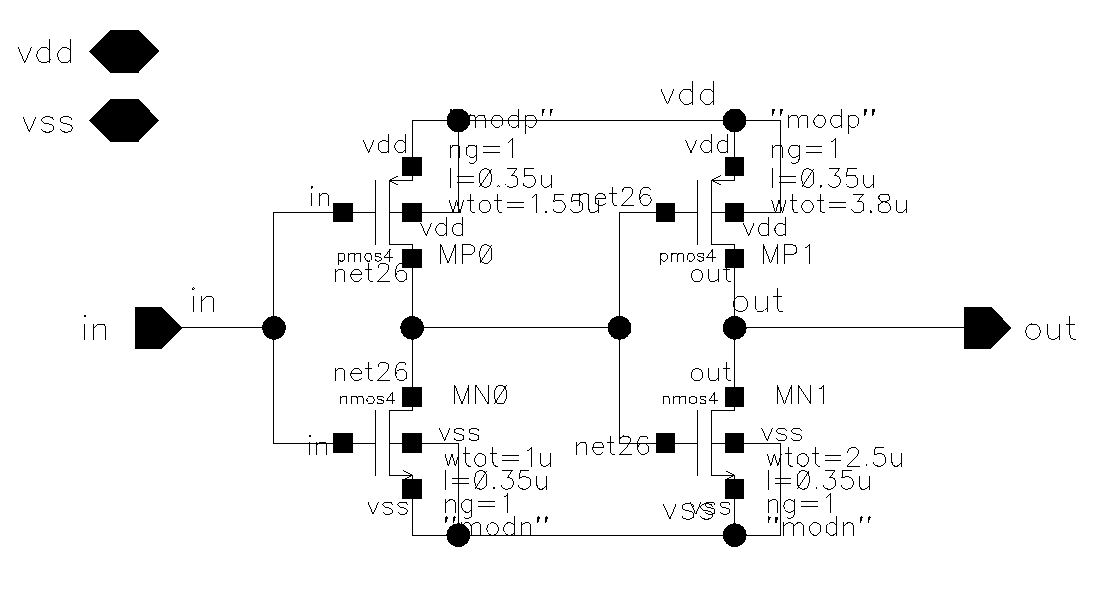 vdd
vss
vdd
"modp"
"modp"
vdd
ng=1
vdd
ng=1
l=0.35u
l=0.35u
in
wtot=1.55u
net26
wtot=3.8u
vdd
vdd
pmos4
MP0
pmos4
MP1
net26
out
in
out
in
out
net26
out
nmos4
MN0
nmos4
MN1
in
vss
net26
vss
wtot=1u
wtot=2.5u
l=0.35u
l=0.35u
vss
ng=1
vss
vss
ng=1
"modn"
"modn"